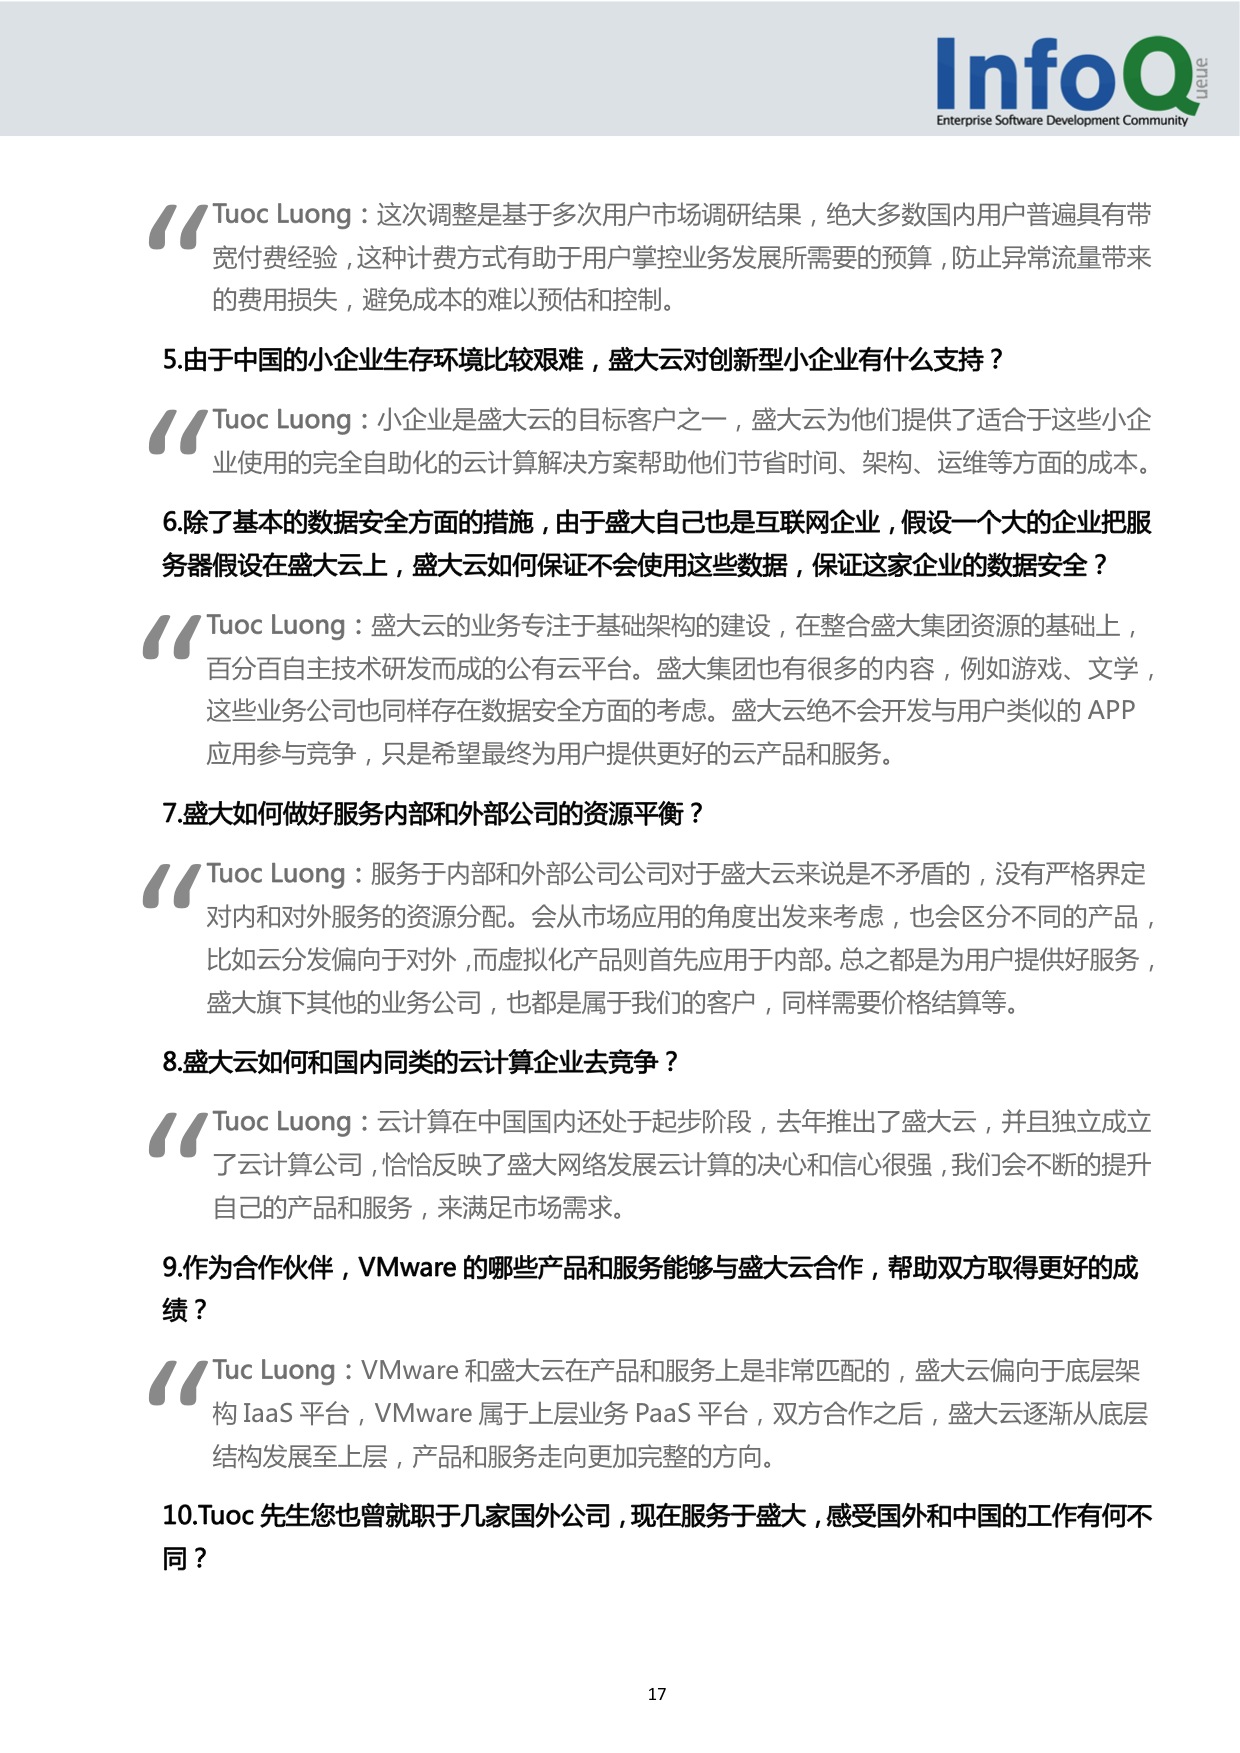 InfoQueue
Enterprise Software Development Community
“Tuoc Luong：这次调整是基于多次用户市场调研结果，绝大多数国内用户普遍具有带
宽付费经验，这种计费方式有助于用户掌控业务发展所需要的预算，防止异常流量带来
的费用损失，避免成本的难以预估和控制。
5.由于中国的小企业生存环境比较艰难，盛大云对创新型小企业有什么支持？
“Tuoc Luong：小企业是盛大云的目标客户之一，盛大云为他们提供了适合于这些小企
业使用的完全自助化的云计算解决方案帮助他们节省时间、架构、运维等方面的成本。
6.除了基本的数据安全方面的措施，由于盛大自己也是互联网企业，假设一个大的企业把服
务器假设在盛大云上，盛大云如何保证不会使用这些数据，保证这家企业的数据安全？
“Tuoc Luong：盛大云的业务专注于基础架构的建设，在整合盛大集团资源的基础上，
百分百自主技术研发而成的公有云平台。盛大集团也有很多的内容，例如游戏、文学，
这些业务公司也同样存在数据安全方面的考虑。盛大云绝不会开发与用户类似的 APP
应用参与竞争，只是希望最终为用户提供更好的云产品和服务。
7.盛大如何做好服务内部和外部公司的资源平衡？
“Tuoc Luong：服务于内部和外部公司公司对于盛大云来说是不矛盾的，没有严格界定
对内和对外服务的资源分配。会从市场应用的角度出发来考虑，也会区分不同的产品，
比如云分发偏向于对外，而虚拟化产品则首先应用于内部。总之都是为用户提供好服务，
盛大旗下其他的业务公司，也都是属于我们的客户，同样需要价格结算等。
8.盛大云如何和国内同类的云计算企业去竞争？
“Tuoc Luong：云计算在中国国内还处于起步阶段，去年推出了盛大云，并且独立成立
了云计算公司，恰恰反映了盛大网络发展云计算的决心和信心很强，我们会不断的提升
自己的产品和服务，来满足市场需求。
9.作为合作伙伴，VMware 的哪些产品和服务能够与盛大云合作，帮助双方取得更好的成
绩？
“Tuc Luong：VMware 和盛大云在产品和服务上是非常匹配的，盛大云偏向于底层架
构 IaaS 平台，VMware 属于上层业务 PaaS 平台，双方合作之后，盛大云逐渐从底层
结构发展至上层，产品和服务走向更加完整的方向。
10.Tuoc 先生您也曾就职于几家国外公司，现在服务于盛大，感受国外和中国的工作有何不
同？
17